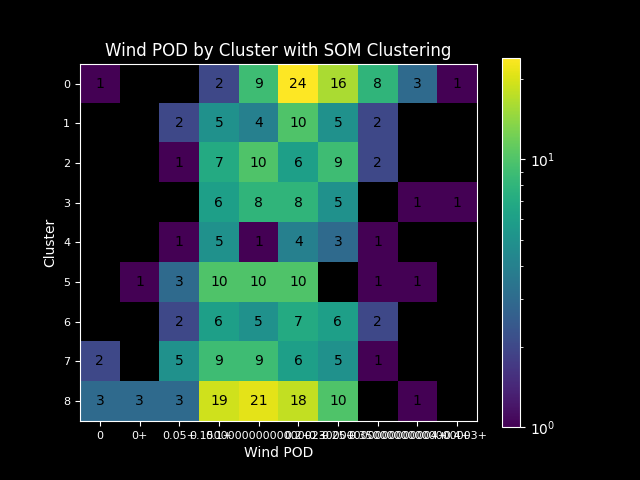 Wind POD by Cluster with SOM Clustering
0 1 2 9 24 16 8 3 1
1 2 5 4 10 5 2
2 1 7 10 6 9 2
3 6 8 8 5 1 1
4 1 5 1 4 3 1
5 1 3 10 10 10 1 1
6 2 6 5 7 6 2
7 2 5 9 9 6 5 1
8 3 3 3 19 21 18 10 1
Cluster
0 0+ 0.05+
Wind POD
10¹
10⁰